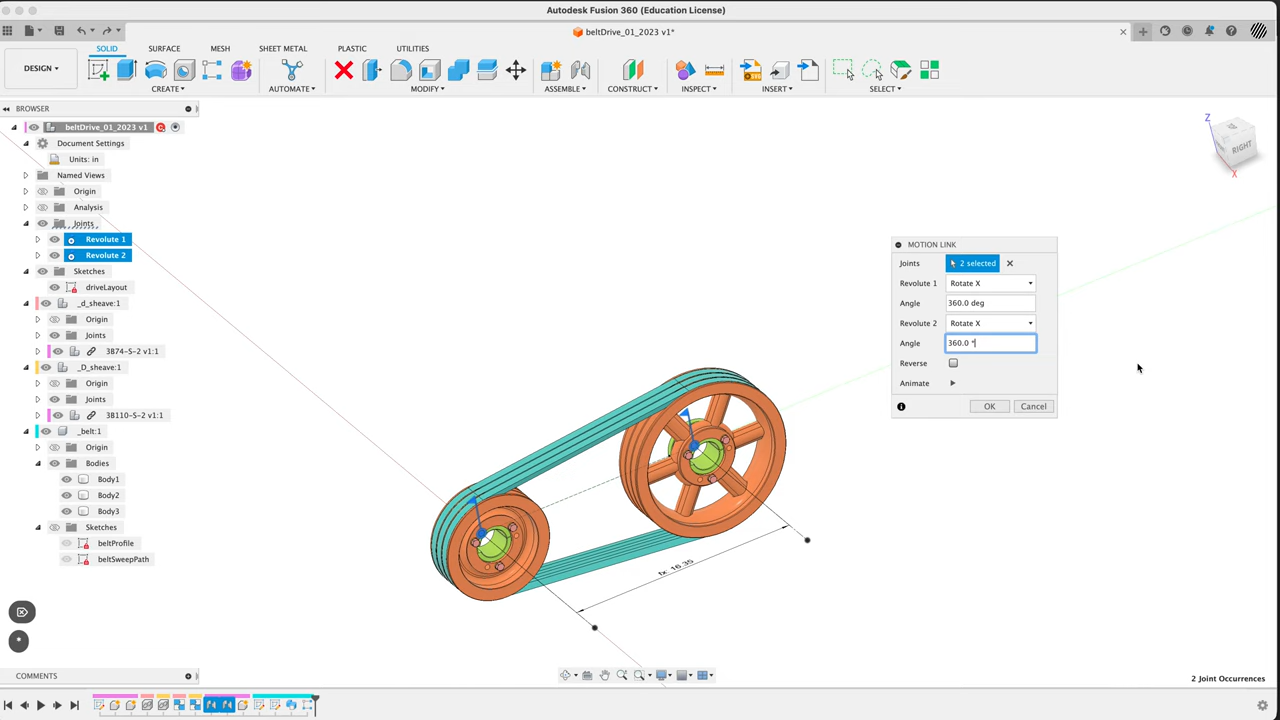 Autodesk Fusion 360 (Education License)
beltDrive_01_2023 v1*
DESIGN
SOLID SURFACE MESH SHEET METAL PLASTIC UTILITIES
CREATE AUTOMATE MODIFY ASSEMBLE CONSTRUCT INSPECT INSERT SELECT
BROWSER
beltDrive_01_2023 v1
Document Settings
Units: in
Named Views
Origin
Analysis
Joints
Revolute 1
Revolute 2
Sketches
driveLayout
_d_sheave:1
Origin
Joints
3B74-S-2 v1:1
_D_sheave:1
Origin
Joints
3B110-S-2 v1:1
_belt:1
Origin
Bodies
Body1
Body2
Body3
Sketches
beltProfile
beltSweepPath
Z
RIGHT
X
MOTION LINK
Joints 2 selected
Revolute 1 Rotate X
Angle 360.0 deg
Revolute 2 Rotate X
Angle 360.0 °
Reverse
Animate
OK Cancel
fx: 16.35
COMMENTS
2 Joint Occurrences